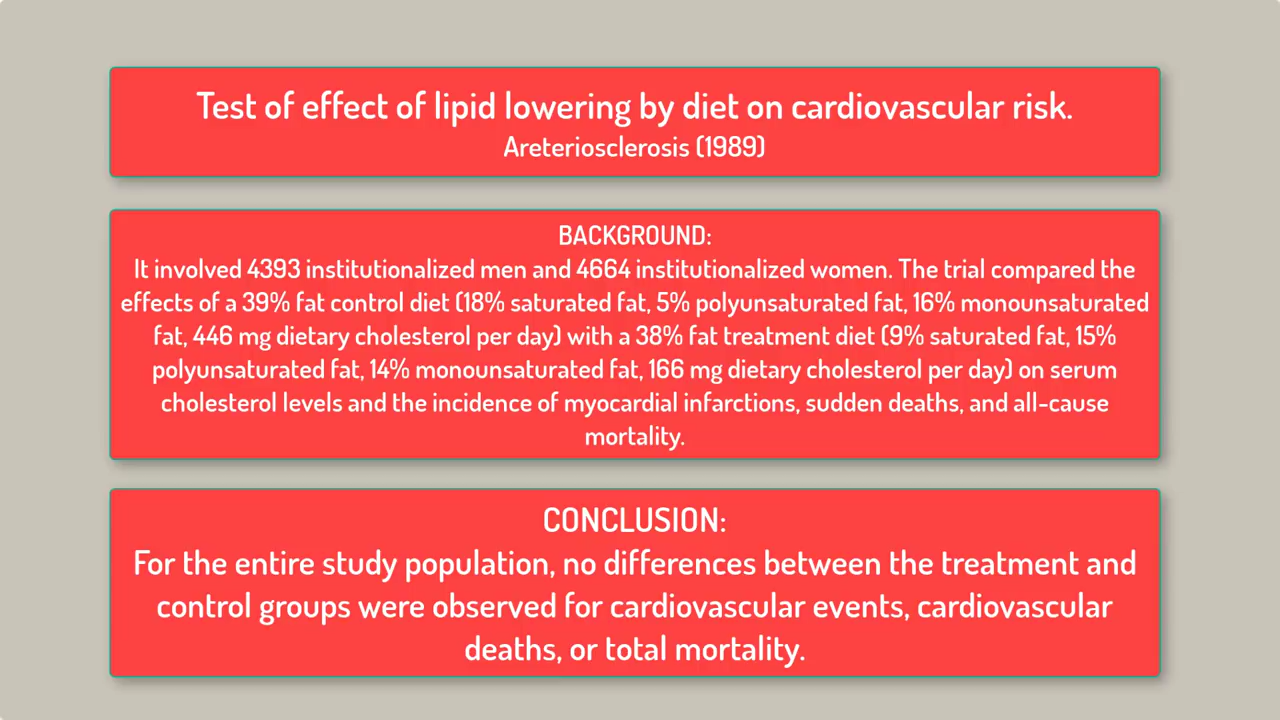 Test of effect of lipid lowering by diet on cardiovascular risk.
Areteriosclerosis (1989)
BACKGROUND:
It involved 4393 institutionalized men and 4664 institutionalized women. The trial compared the
effects of a 39% fat control diet (18% saturated fat, 5% polyunsaturated fat, 16% monounsaturated
fat, 446 mg dietary cholesterol per day) with a 38% fat treatment diet (9% saturated fat, 15%
polyunsaturated fat, 14% monounsaturated fat, 166 mg dietary cholesterol per day) on serum
cholesterol levels and the incidence of myocardial infarctions, sudden deaths, and all-cause
mortality.
CONCLUSION:
For the entire study population, no differences between the treatment and
control groups were observed for cardiovascular events, cardiovascular
deaths, or total mortality.